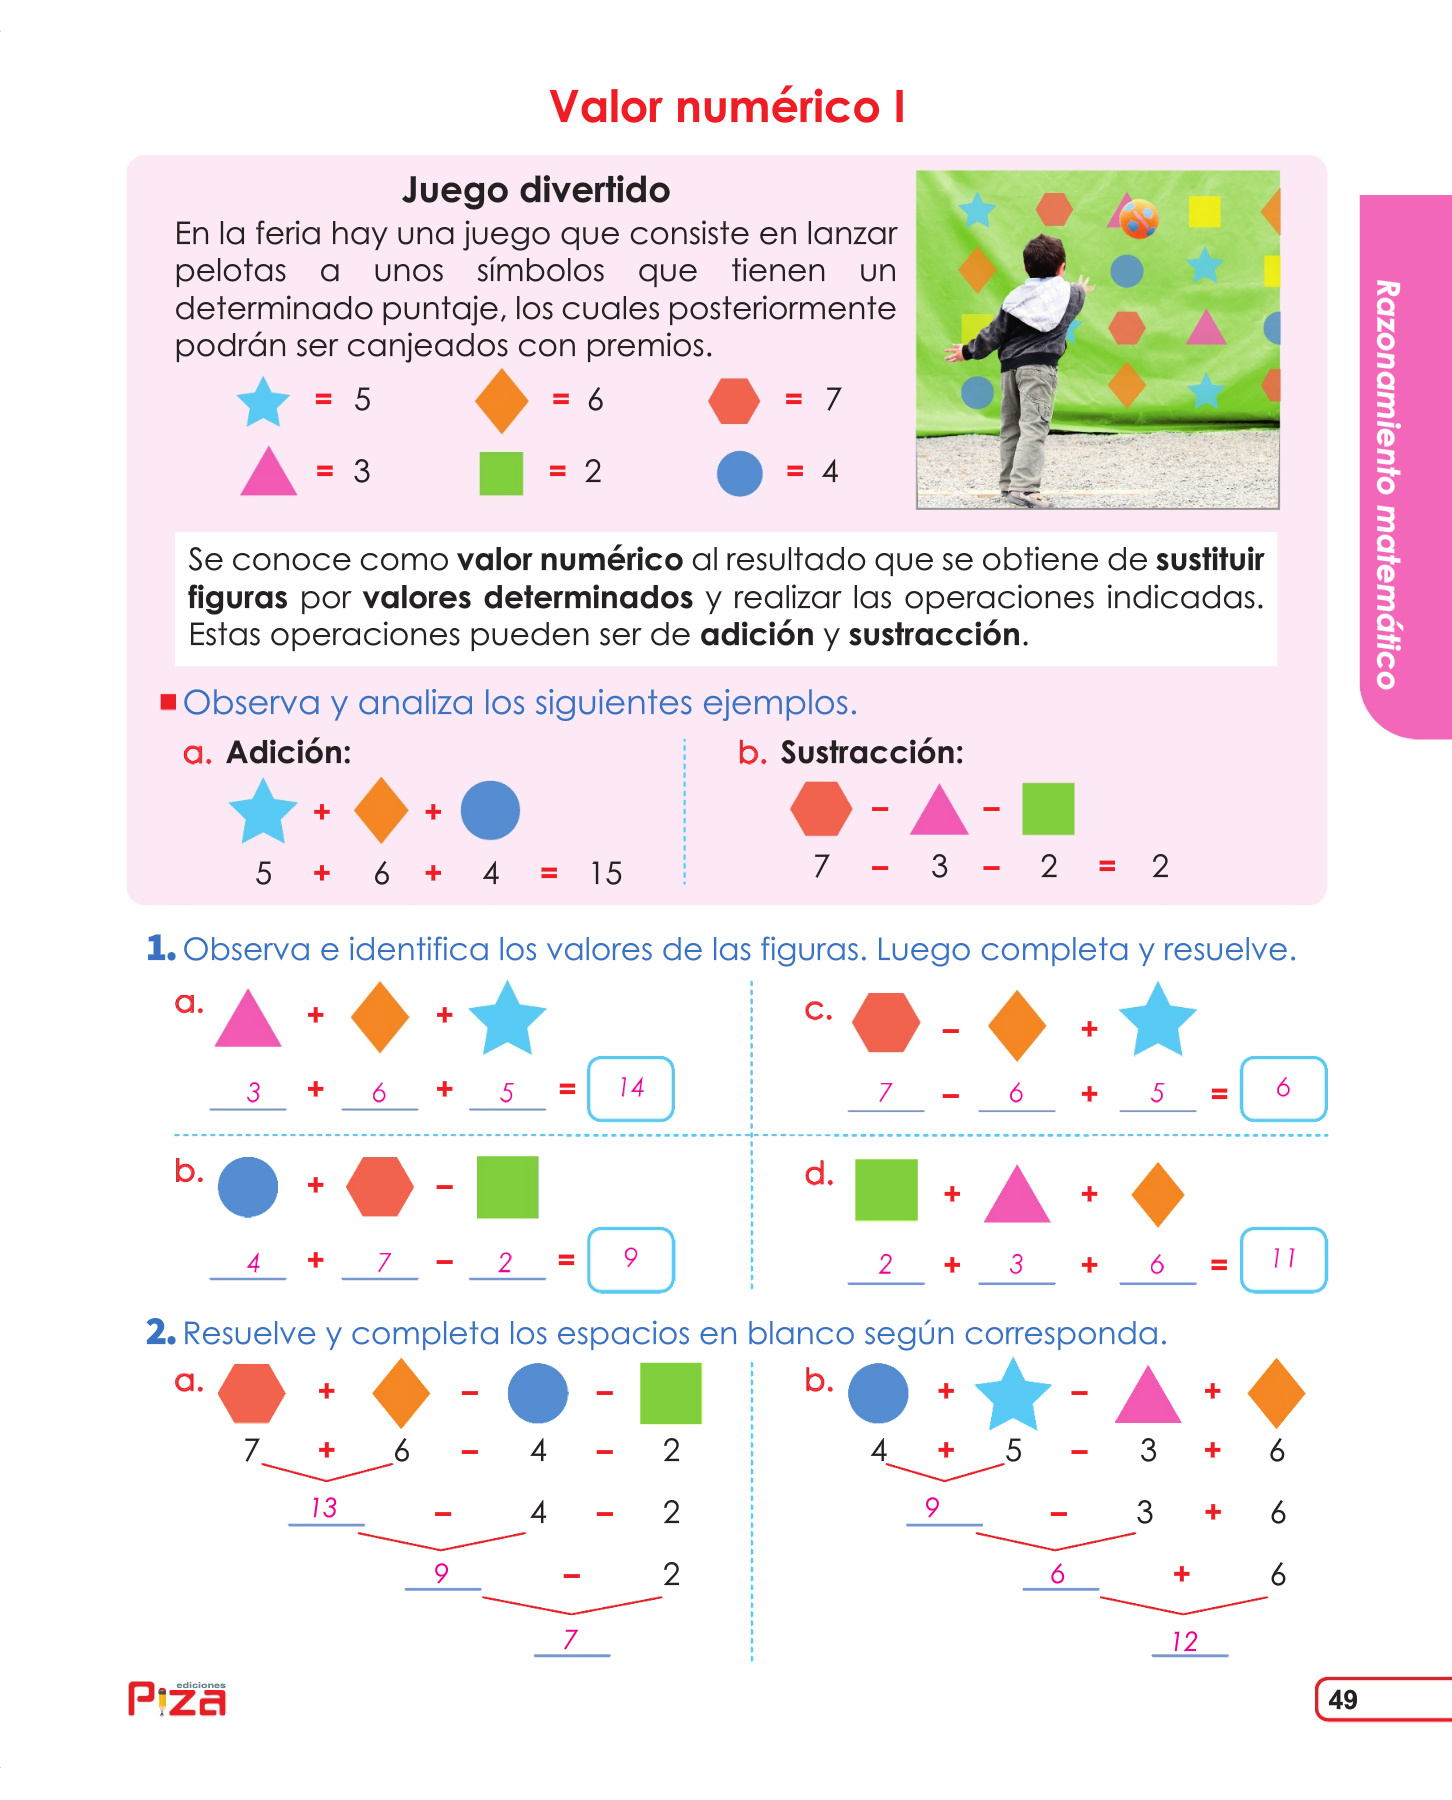 Valor numérico I
Juego divertido
En la feria hay una juego que consiste en lanzar
pelotas a unos símbolos que tienen un
determinado puntaje, los cuales posteriormente
podrán ser canjeados con premios.
= 5 = 6 = 7
= 3 = 2 = 4
Se conoce como valor numérico al resultado que se obtiene de sustituir
figuras por valores determinados y realizar las operaciones indicadas.
Estas operaciones pueden ser de adición y sustracción.
Observa y analiza los siguientes ejemplos.
a. Adición:
+ +
5 + 6 + 4 = 15
b. Sustracción:
– –
7 – 3 – 2 = 2
1. Observa e identifica los valores de las figuras. Luego completa y resuelve.
a. + +
3 + 6 + 5 = 14
b. + –
4 + 7 – 2 = 9
c. – +
7 – 6 + 5 = 6
d. + +
2 + 3 + 6 = 11
2. Resuelve y completa los espacios en blanco según corresponda.
a. + – –
7 + 6 – 4 – 2
13 – 4 – 2
9 – 2
7
b. + – +
4 + 5 – 3 + 6
9 – 3 + 6
6 + 6
12
Razonamiento matemático
ediciones
Piza
49